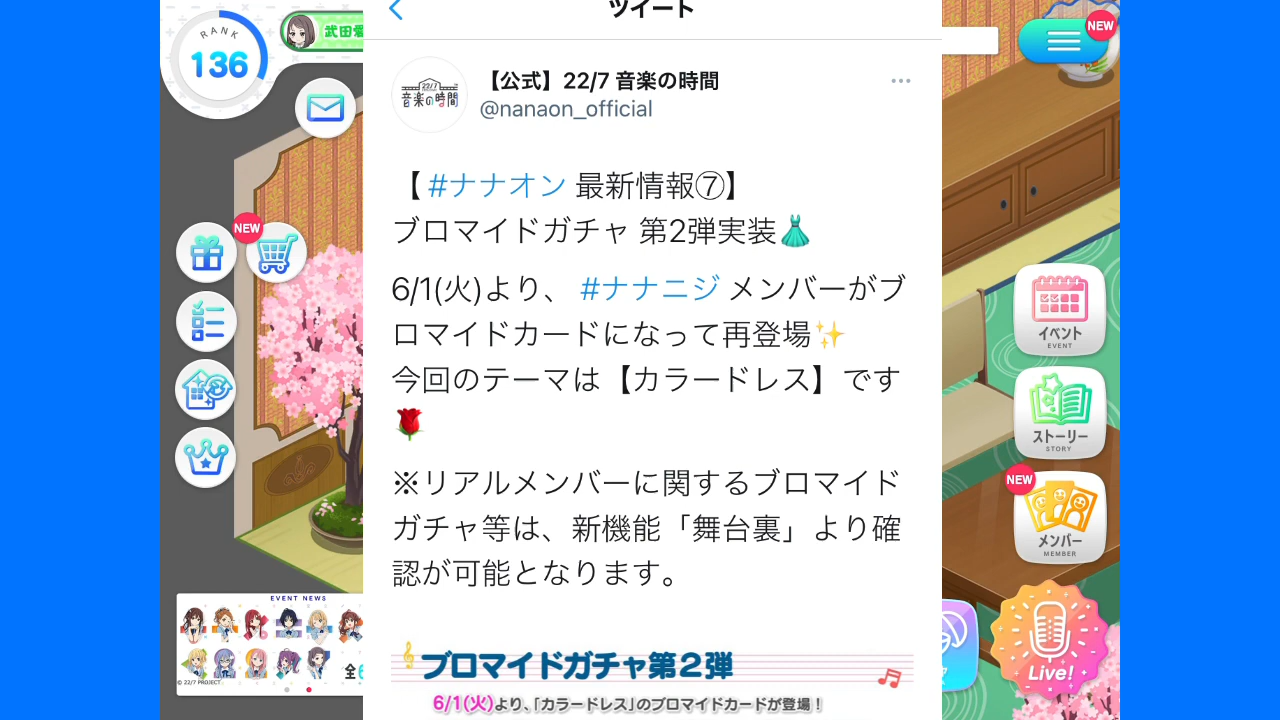 RANK
136
武田愛
NEW
EVENT NEWS
© 22/7 PROJECT
全
ツイート
22/7
音楽の時間
【公式】22/7 音楽の時間
@nanaon_official
【 #ナナオン 最新情報⑦】
ブロマイドガチャ 第2弾実装👗
6/1(火)より、 #ナナニジ メンバーがブ
ロマイドカードになって再登場✨
今回のテーマは【カラードレス】です
🌹
※リアルメンバーに関するブロマイド
ガチャ等は、新機能「舞台裏」より確
認が可能となります。
ブロマイドガチャ第2弾
6/1(火)より、「カラードレス」のブロマイドカードが登場！
NEW
イベント
EVENT
ストーリー
STORY
NEW
メンバー
MEMBER
Live!